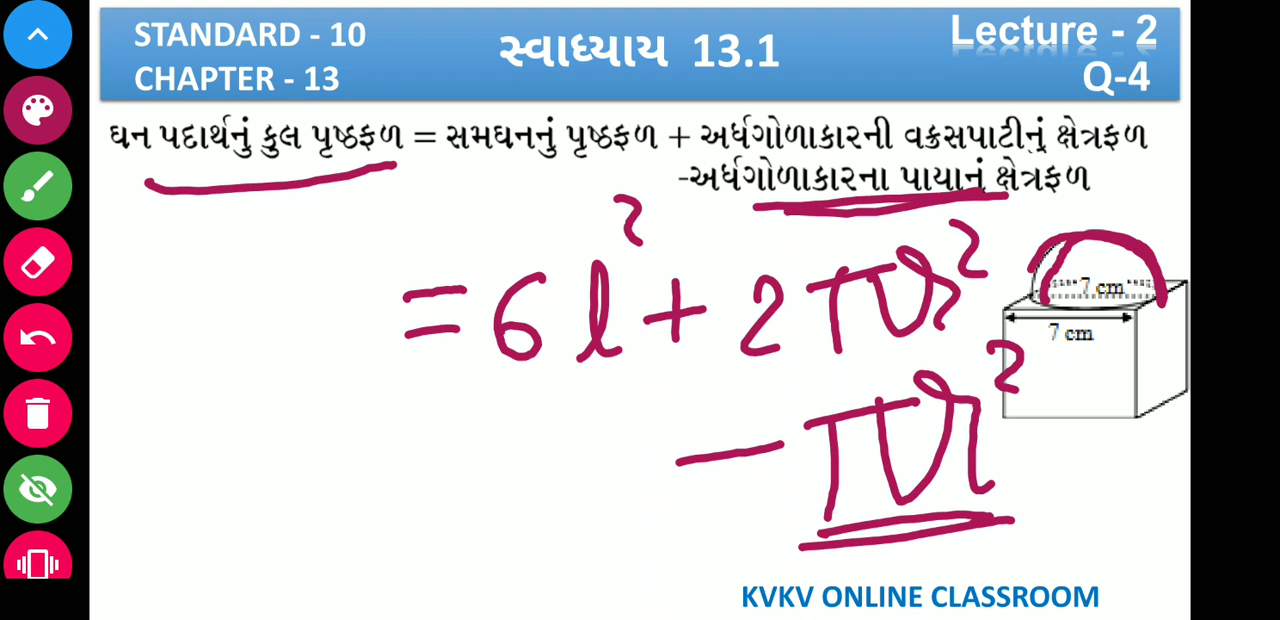 STANDARD - 10
CHAPTER - 13
સ્વાધ્યાય 13.1
Lecture - 2
Q-4
ઘન પદાર્થનું કુલ પૃષ્ઠફળ = સમઘનનું પૃષ્ઠફળ + અર્ધગોળાકારની વક્રસપાટીનું ક્ષેત્રફળ
-અર્ધગોળાકારના પાયાનું ક્ષેત્રફળ
= 6l² + 2πr²
- πr²
7 cm
7 cm
KVKV ONLINE CLASSROOM